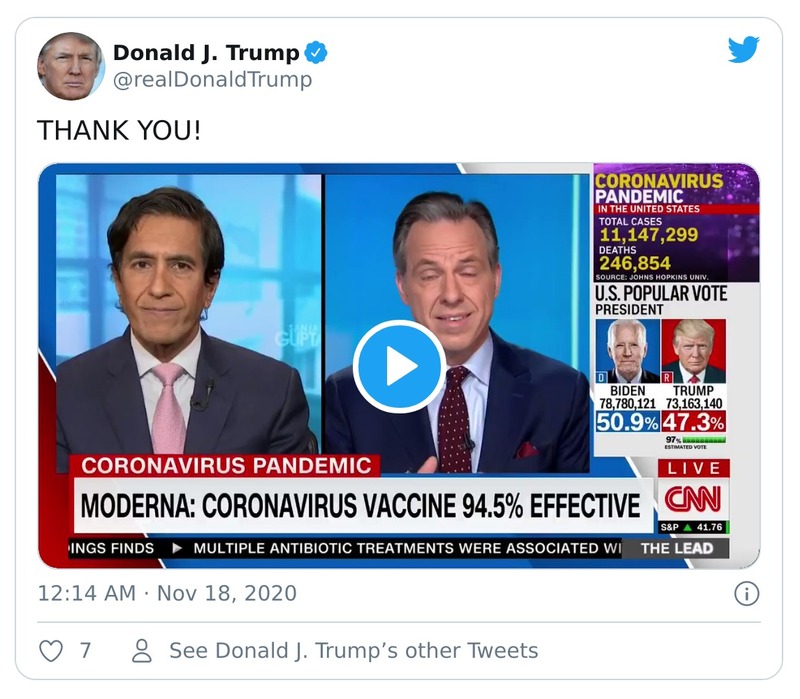 Donald J. Trump
@realDonaldTrump
THANK YOU!
CORONAVIRUS
PANDEMIC
IN THE UNITED STATES
TOTAL CASES
11,147,299
DEATHS
246,854
SOURCE: JOHNS HOPKINS UNIV.
U.S. POPULAR VOTE
PRESIDENT
D R
BIDEN TRUMP
78,780,121 73,163,140
50.9% 47.3%
97%
ESTIMATED VOTE
SANJAY
GUPTA
CORONAVIRUS PANDEMIC
MODERNA: CORONAVIRUS VACCINE 94.5% EFFECTIVE
LIVE
CNN
S&P ▲ 41.76
INGS FINDS ▶ MULTIPLE ANTIBIOTIC TREATMENTS WERE ASSOCIATED WI THE LEAD
12:14 AM · Nov 18, 2020
7 See Donald J. Trump’s other Tweets